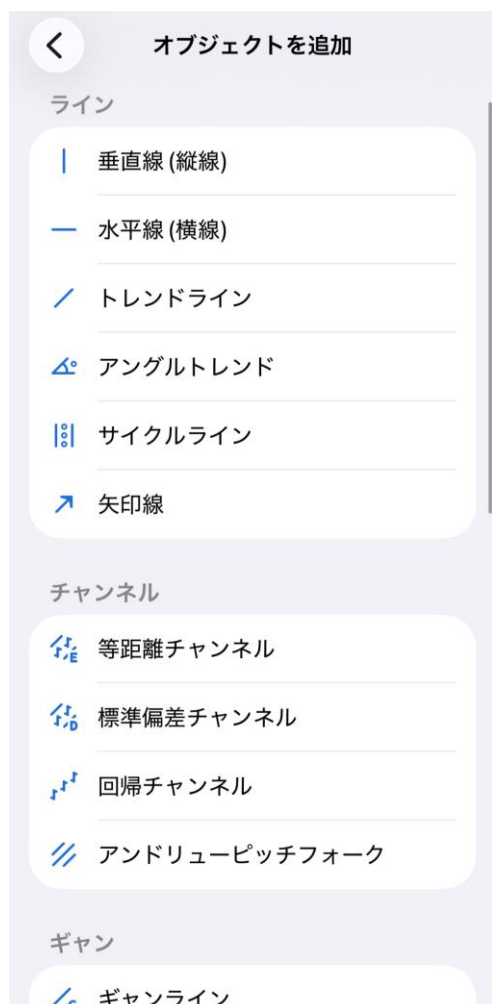 オブジェクトを追加
ライン
垂直線 (縦線)
水平線 (横線)
トレンドライン
アングルトレンド
サイクルライン
矢印線
チャンネル
等距離チャンネル
標準偏差チャンネル
回帰チャンネル
アンドリューピッチフォーク
ギャン
ギャンライン